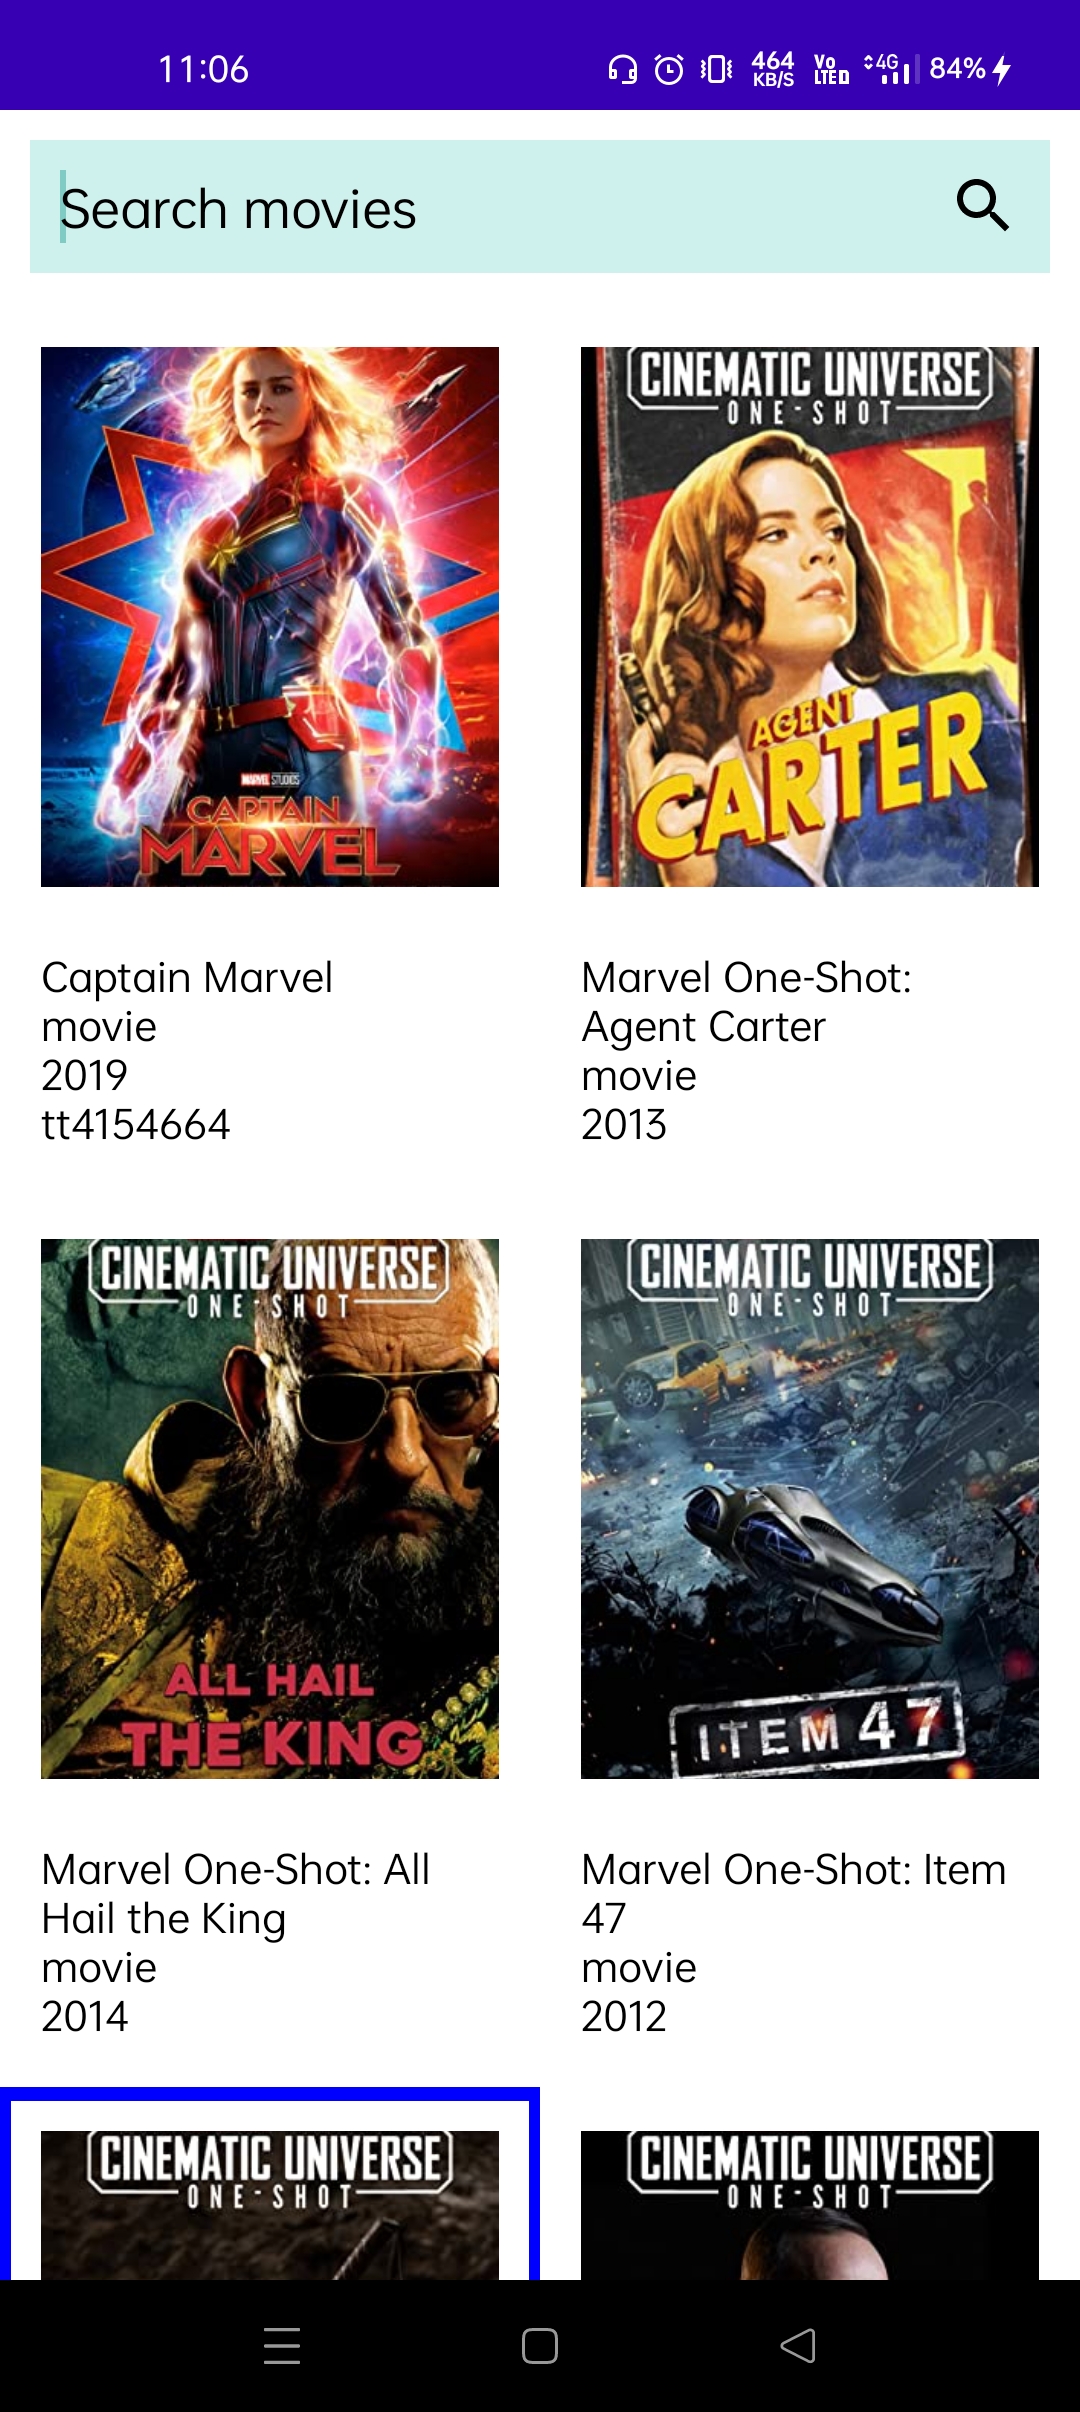 11:06
464 KB/S Vo LTE 4G 84%
Search movies
MARVEL STUDIOS
CAPTAIN
MARVEL
CINEMATIC UNIVERSE
ONE-SHOT
AGENT
CARTER
Captain Marvel
movie
2019
tt4154664
Marvel One-Shot:
Agent Carter
movie
2013
CINEMATIC UNIVERSE
ONE-SHOT
ALL HAIL
THE KING
CINEMATIC UNIVERSE
ONE-SHOT
ITEM 47
Marvel One-Shot: All
Hail the King
movie
2014
Marvel One-Shot: Item
47
movie
2012
CINEMATIC UNIVERSE
ONE-SHOT
CINEMATIC UNIVERSE
ONE-SHOT